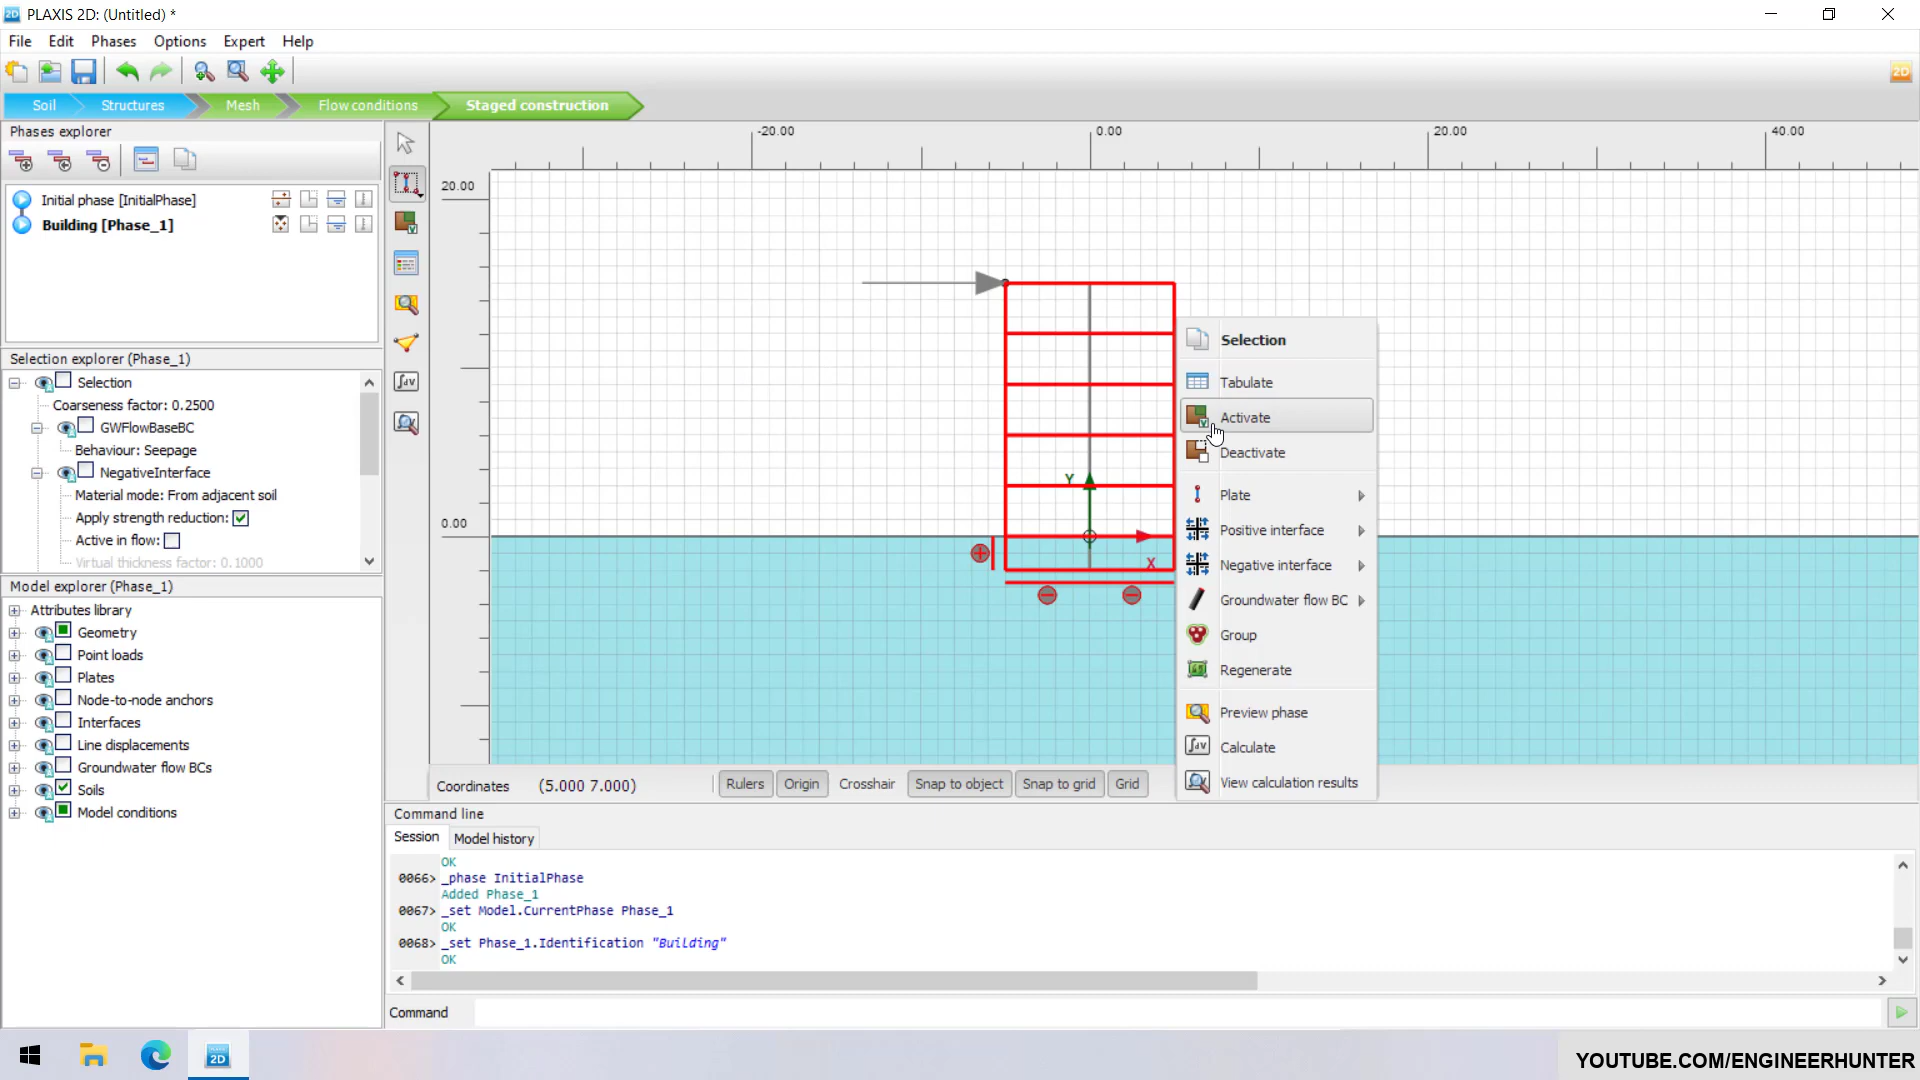 PLAXIS 2D: (Untitled) *
File Edit Phases Options Expert Help
Soil Structures Mesh Flow conditions Staged construction
Phases explorer
Initial phase [InitialPhase]
Building [Phase_1]
Selection explorer (Phase_1)
Selection
Coarseness factor: 0.2500
GWFlowBaseBC
Behaviour: Seepage
NegativeInterface
Material mode: From adjacent soil
Apply strength reduction:
Active in flow:
Virtual thickness factor: 0.1000
Model explorer (Phase_1)
Attributes library
Geometry
Point loads
Plates
Node-to-node anchors
Interfaces
Line displacements
Groundwater flow BCs
Soils
Model conditions
-20.00 0.00 20.00 40.00
20.00
0.00
Y
X
Selection
Tabulate
Activate
Deactivate
Plate
Positive interface
Negative interface
Groundwater flow BC
Group
Regenerate
Preview phase
Calculate
View calculation results
Coordinates (5.000 7.000) Rulers Origin Crosshair Snap to object Snap to grid Grid
Command line
Session Model history
OK
0066> _phase InitialPhase
Added Phase_1
0067> _set Model.CurrentPhase Phase_1
OK
0068> _set Phase_1.Identification "Building"
OK
Command
2D
2D
2D
YOUTUBE.COM/ENGINEERHUNTER